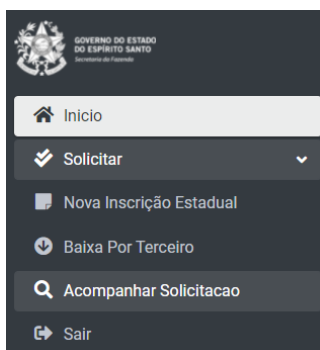 GOVERNO DO ESTADO
DO ESPÍRITO SANTO
Secretaria da Fazenda
Inicio
Solicitar
Nova Inscrição Estadual
Baixa Por Terceiro
Acompanhar Solicitacao
Sair